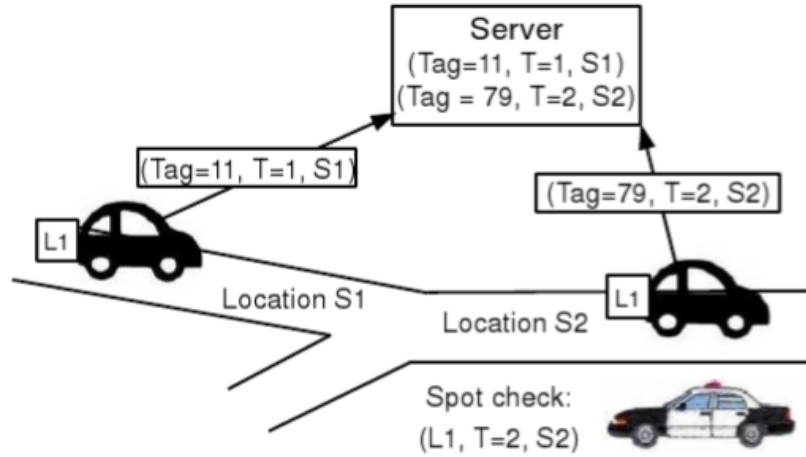 Server
(Tag=11, T=1, S1)
(Tag = 79, T=2, S2)
(Tag=11, T=1, S1)
(Tag=79, T=2, S2)
L1
Location S1
L1
Location S2
Spot check:
(L1, T=2, S2)